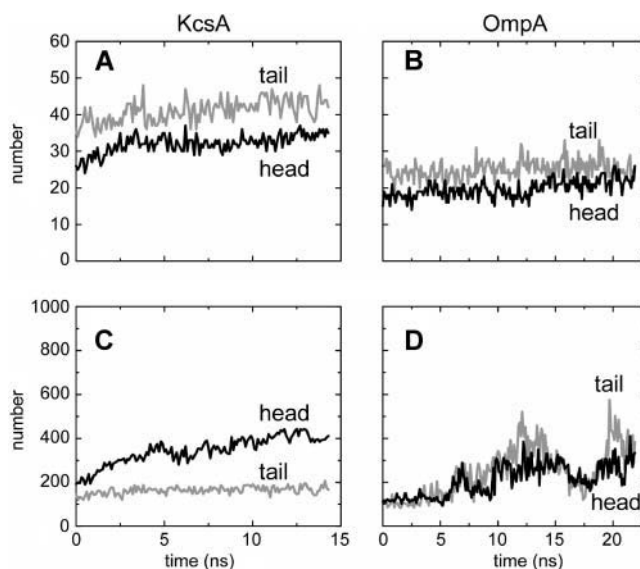 KcsA OmpA
60
50
40
30
20
10
0
number
A
tail
head
B
tail
head
1000
800
600
400
200
0
number
C
head
tail
D
tail
head
0 5 10 15
0 5 10 15 20
time (ns) time (ns)